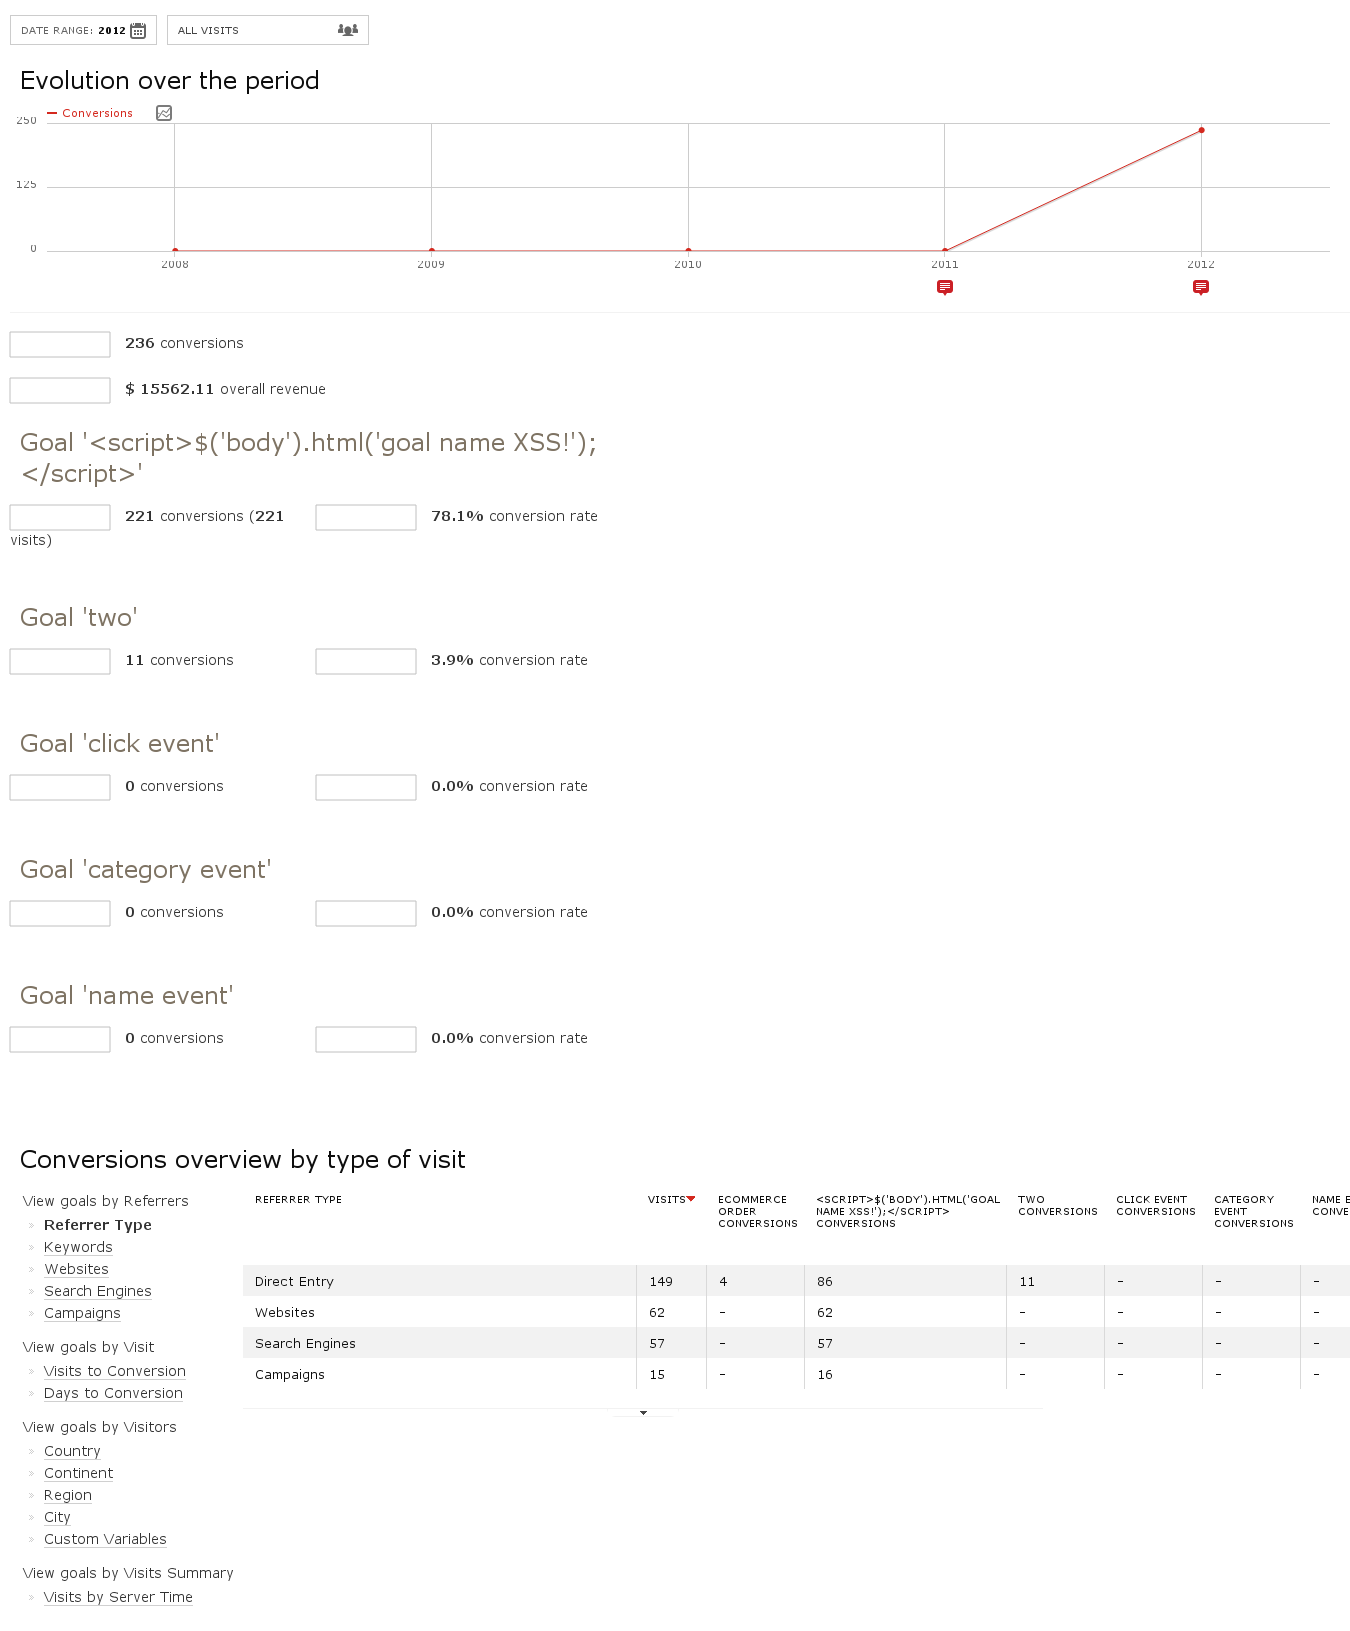 DATE RANGE: 2012
ALL VISITS
Evolution over the period
Conversions
250
125
0
2008 2009 2010 2011 2012
236 conversions
$ 15562.11 overall revenue
Goal '<script>$('body').html('goal name XSS!');
</script>'
221 conversions (221 78.1% conversion rate
visits)
Goal 'two'
11 conversions 3.9% conversion rate
Goal 'click event'
0 conversions 0.0% conversion rate
Goal 'category event'
0 conversions 0.0% conversion rate
Goal 'name event'
0 conversions 0.0% conversion rate
Conversions overview by type of visit
View goals by Referrers
» Referrer Type
» Keywords
» Websites
» Search Engines
» Campaigns
View goals by Visit
» Visits to Conversion
» Days to Conversion
View goals by Visitors
» Country
» Continent
» Region
» City
» Custom Variables
View goals by Visits Summary
» Visits by Server Time
REFERRER TYPE VISITS ECOMMERCE <SCRIPT>$('BODY').HTML('GOAL TWO CLICK EVENT CATEGORY NAME E
ORDER NAME XSS!');</SCRIPT> CONVERSIONS CONVERSIONS EVENT CONVE
CONVERSIONS CONVERSIONS CONVERSIONS
Direct Entry 149 4 86 11 - - -
Websites 62 - 62 - - - -
Search Engines 57 - 57 - - - -
Campaigns 15 - 16 - - - -